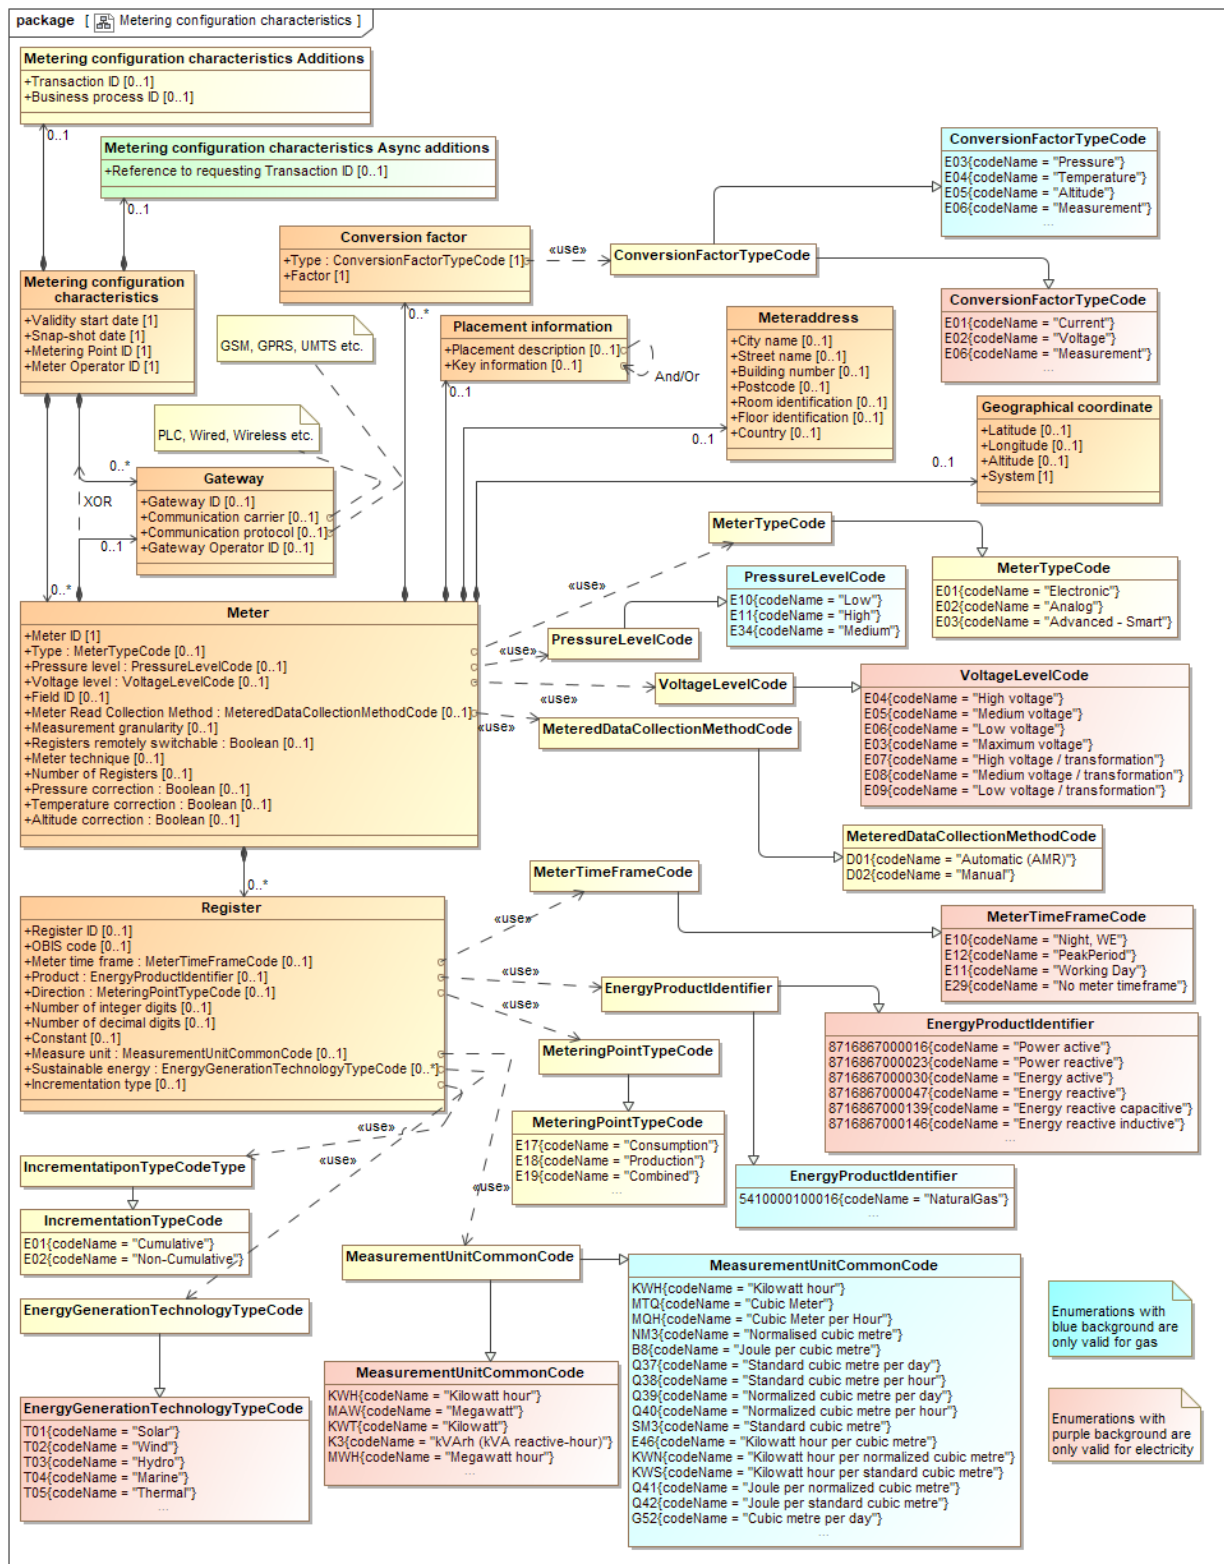 package [ Metering configuration characteristics ]
Metering configuration characteristics Additions
+Transaction ID [0..1]
+Business process ID [0..1]
0..1
Metering configuration characteristics Async additions
+Reference to requesting Transaction ID [0..1]
0..1
ConversionFactorTypeCode
E03{codeName = "Pressure"}
E04{codeName = "Temperature"}
E05{codeName = "Altitude"}
E06{codeName = "Measurement"}
...
Conversion factor
+Type : ConversionFactorTypeCode [1]
+Factor [1]
«use»
ConversionFactorTypeCode
0..*
ConversionFactorTypeCode
E01{codeName = "Current"}
E02{codeName = "Voltage"}
E06{codeName = "Measurement"}
...
Metering configuration
characteristics
+Validity start date [1]
+Snap-shot date [1]
+Metering Point ID [1]
+Meter Operator ID [1]
GSM, GPRS, UMTS etc.
Placement information
+Placement description [0..1]
+Key information [0..1]
And/Or
0..1
Meteraddress
+City name [0..1]
+Street name [0..1]
+Building number [0..1]
+Postcode [0..1]
+Room identification [0..1]
+Floor identification [0..1]
+Country [0..1]
0..1
Geographical coordinate
+Latitude [0..1]
+Longitude [0..1]
+Altitude [0..1]
+System [1]
0..1
PLC, Wired, Wireless etc.
0..*
XOR
0..1
Gateway
+Gateway ID [0..1]
+Communication carrier [0..1]
+Communication protocol [0..1]
+Gateway Operator ID [0..1]
0..*
MeterTypeCode
«use»
MeterTypeCode
E01{codeName = "Electronic"}
E02{codeName = "Analog"}
E03{codeName = "Advanced - Smart"}
PressureLevelCode
E10{codeName = "Low"}
E11{codeName = "High"}
E34{codeName = "Medium"}
Meter
+Meter ID [1]
+Type : MeterTypeCode [0..1]
+Pressure level : PressureLevelCode [0..1]
+Voltage level : VoltageLevelCode [0..1]
+Field ID [0..1]
+Meter Read Collection Method : MeteredDataCollectionMethodCode [0..1]
+Measurement granularity [0..1]
+Registers remotely switchable : Boolean [0..1]
+Meter technique [0..1]
+Number of Registers [0..1]
+Pressure correction : Boolean [0..1]
+Temperature correction : Boolean [0..1]
+Altitude correction : Boolean [0..1]
«use»
PressureLevelCode
«use»
VoltageLevelCode
«use»
MeteredDataCollectionMethodCode
VoltageLevelCode
E04{codeName = "High voltage"}
E05{codeName = "Medium voltage"}
E06{codeName = "Low voltage"}
E03{codeName = "Maximum voltage"}
E07{codeName = "High voltage / transformation"}
E08{codeName = "Medium voltage / transformation"}
E09{codeName = "Low voltage / transformation"}
MeteredDataCollectionMethodCode
D01{codeName = "Automatic (AMR)"}
D02{codeName = "Manual"}
0..*
Register
+Register ID [0..1]
+OBIS code [0..1]
+Meter time frame : MeterTimeFrameCode [0..1]
+Product : EnergyProductIdentifier [0..1]
+Direction : MeteringPointTypeCode [0..1]
+Number of integer digits [0..1]
+Number of decimal digits [0..1]
+Constant [0..1]
+Measure unit : MeasurementUnitCommonCode [0..1]
+Sustainable energy : EnergyGenerationTechnologyTypeCode [0..*]
+Incrementation type [0..1]
MeterTimeFrameCode
«use»
MeterTimeFrameCode
E10{codeName = "Night, WE"}
E12{codeName = "PeakPeriod"}
E11{codeName = "Working Day"}
E29{codeName = "No meter timeframe"}
«use»
EnergyProductIdentifier
«use»
MeteringPointTypeCode
EnergyProductIdentifier
8716867000016{codeName = "Power active"}
8716867000023{codeName = "Power reactive"}
8716867000030{codeName = "Energy active"}
8716867000047{codeName = "Energy reactive"}
8716867000139{codeName = "Energy reactive capacitive"}
8716867000146{codeName = "Energy reactive inductive"}
...
MeteringPointTypeCode
E17{codeName = "Consumption"}
E18{codeName = "Production"}
E19{codeName = "Combined"}
...
«use»
«use»
«use»
EnergyProductIdentifier
5410000100016{codeName = "NaturalGas"}
...
IncrementatiponTypeCodeType
IncrementationTypeCode
E01{codeName = "Cumulative"}
E02{codeName = "Non-Cumulative"}
MeasurementUnitCommonCode
EnergyGenerationTechnologyTypeCode
MeasurementUnitCommonCode
KWH{codeName = "Kilowatt hour"}
MTQ{codeName = "Cubic Meter"}
MQH{codeName = "Cubic Meter per Hour"}
NM3{codeName = "Normalised cubic metre"}
B8{codeName = "Joule per cubic metre"}
Q37{codeName = "Standard cubic metre per day"}
Q38{codeName = "Standard cubic metre per hour"}
Q39{codeName = "Normalized cubic metre per day"}
Q40{codeName = "Normalized cubic metre per hour"}
SM3{codeName = "Standard cubic metre"}
E46{codeName = "Kilowatt hour per cubic metre"}
KWN{codeName = "Kilowatt hour per normalized cubic metre"}
KWS{codeName = "Kilowatt hour per standard cubic metre"}
Q41{codeName = "Joule per normalized cubic metre"}
Q42{codeName = "Joule per standard cubic metre"}
G52{codeName = "Cubic metre per day"}
...
Enumerations with
blue background are
only valid for gas
MeasurementUnitCommonCode
KWH{codeName = "Kilowatt hour"}
MAW{codeName = "Megawatt"}
KWT{codeName = "Kilowatt"}
K3{codeName = "kVArh (kVA reactive-hour)"}
MWH{codeName = "Megawatt hour"}
...
EnergyGenerationTechnologyTypeCode
T01{codeName = "Solar"}
T02{codeName = "Wind"}
T03{codeName = "Hydro"}
T04{codeName = "Marine"}
T05{codeName = "Thermal"}
...
Enumerations with
purple background are
only valid for electricity